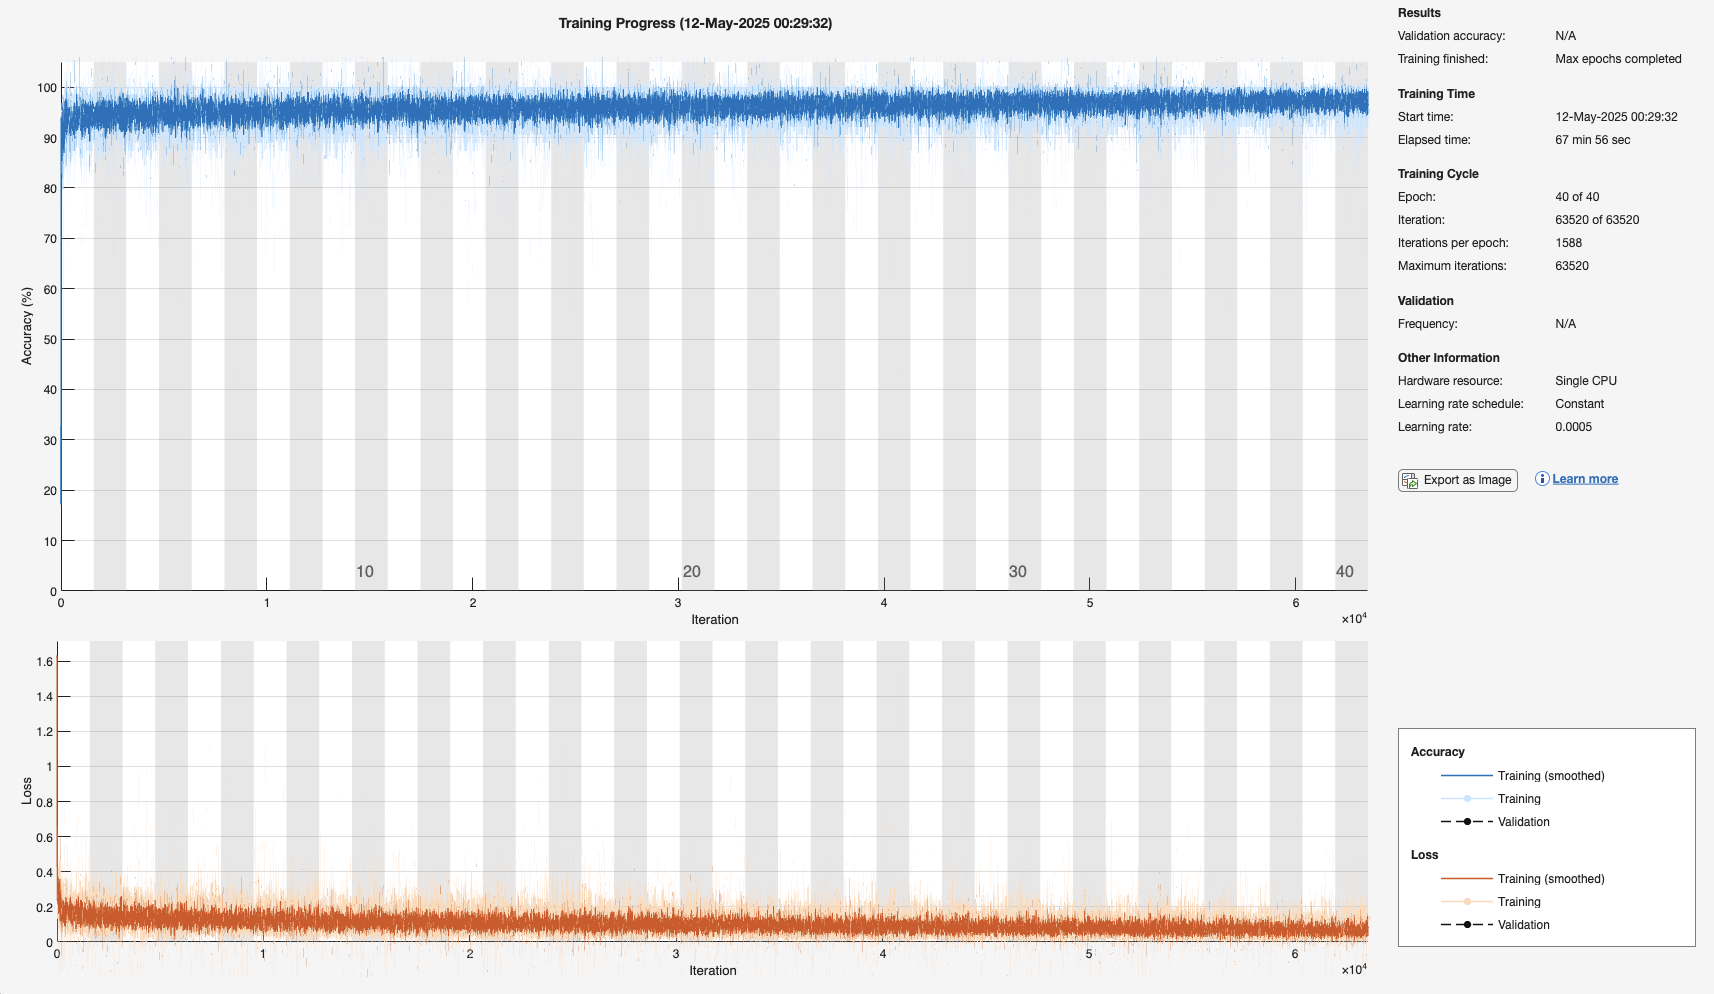 Training Progress (12-May-2025 00:29:32)
100
90
80
70
60
50
40
30
20
10
0
Accuracy (%)
10
20
30
40
0
1
2
3
4
5
6
Iteration
×10⁴
1.6
1.4
1.2
1
0.8
0.6
0.4
0.2
0
Loss
0
1
2
3
4
5
6
Iteration
×10⁴
Results
Validation accuracy: N/A
Training finished: Max epochs completed
Training Time
Start time: 12-May-2025 00:29:32
Elapsed time: 67 min 56 sec
Training Cycle
Epoch: 40 of 40
Iteration: 63520 of 63520
Iterations per epoch: 1588
Maximum iterations: 63520
Validation
Frequency: N/A
Other Information
Hardware resource: Single CPU
Learning rate schedule: Constant
Learning rate: 0.0005
Export as Image
Learn more
Accuracy
Training (smoothed)
Training
Validation
Loss
Training (smoothed)
Training
Validation